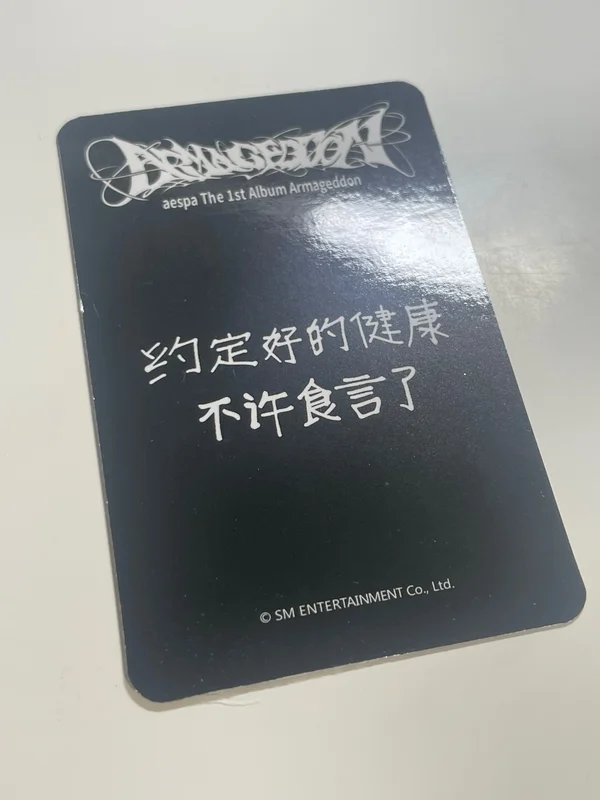 ARMAGEDDON
aespa The 1st Album Armageddon
约定好的健康
不许食言了
© SM ENTERTAINMENT Co., Ltd.